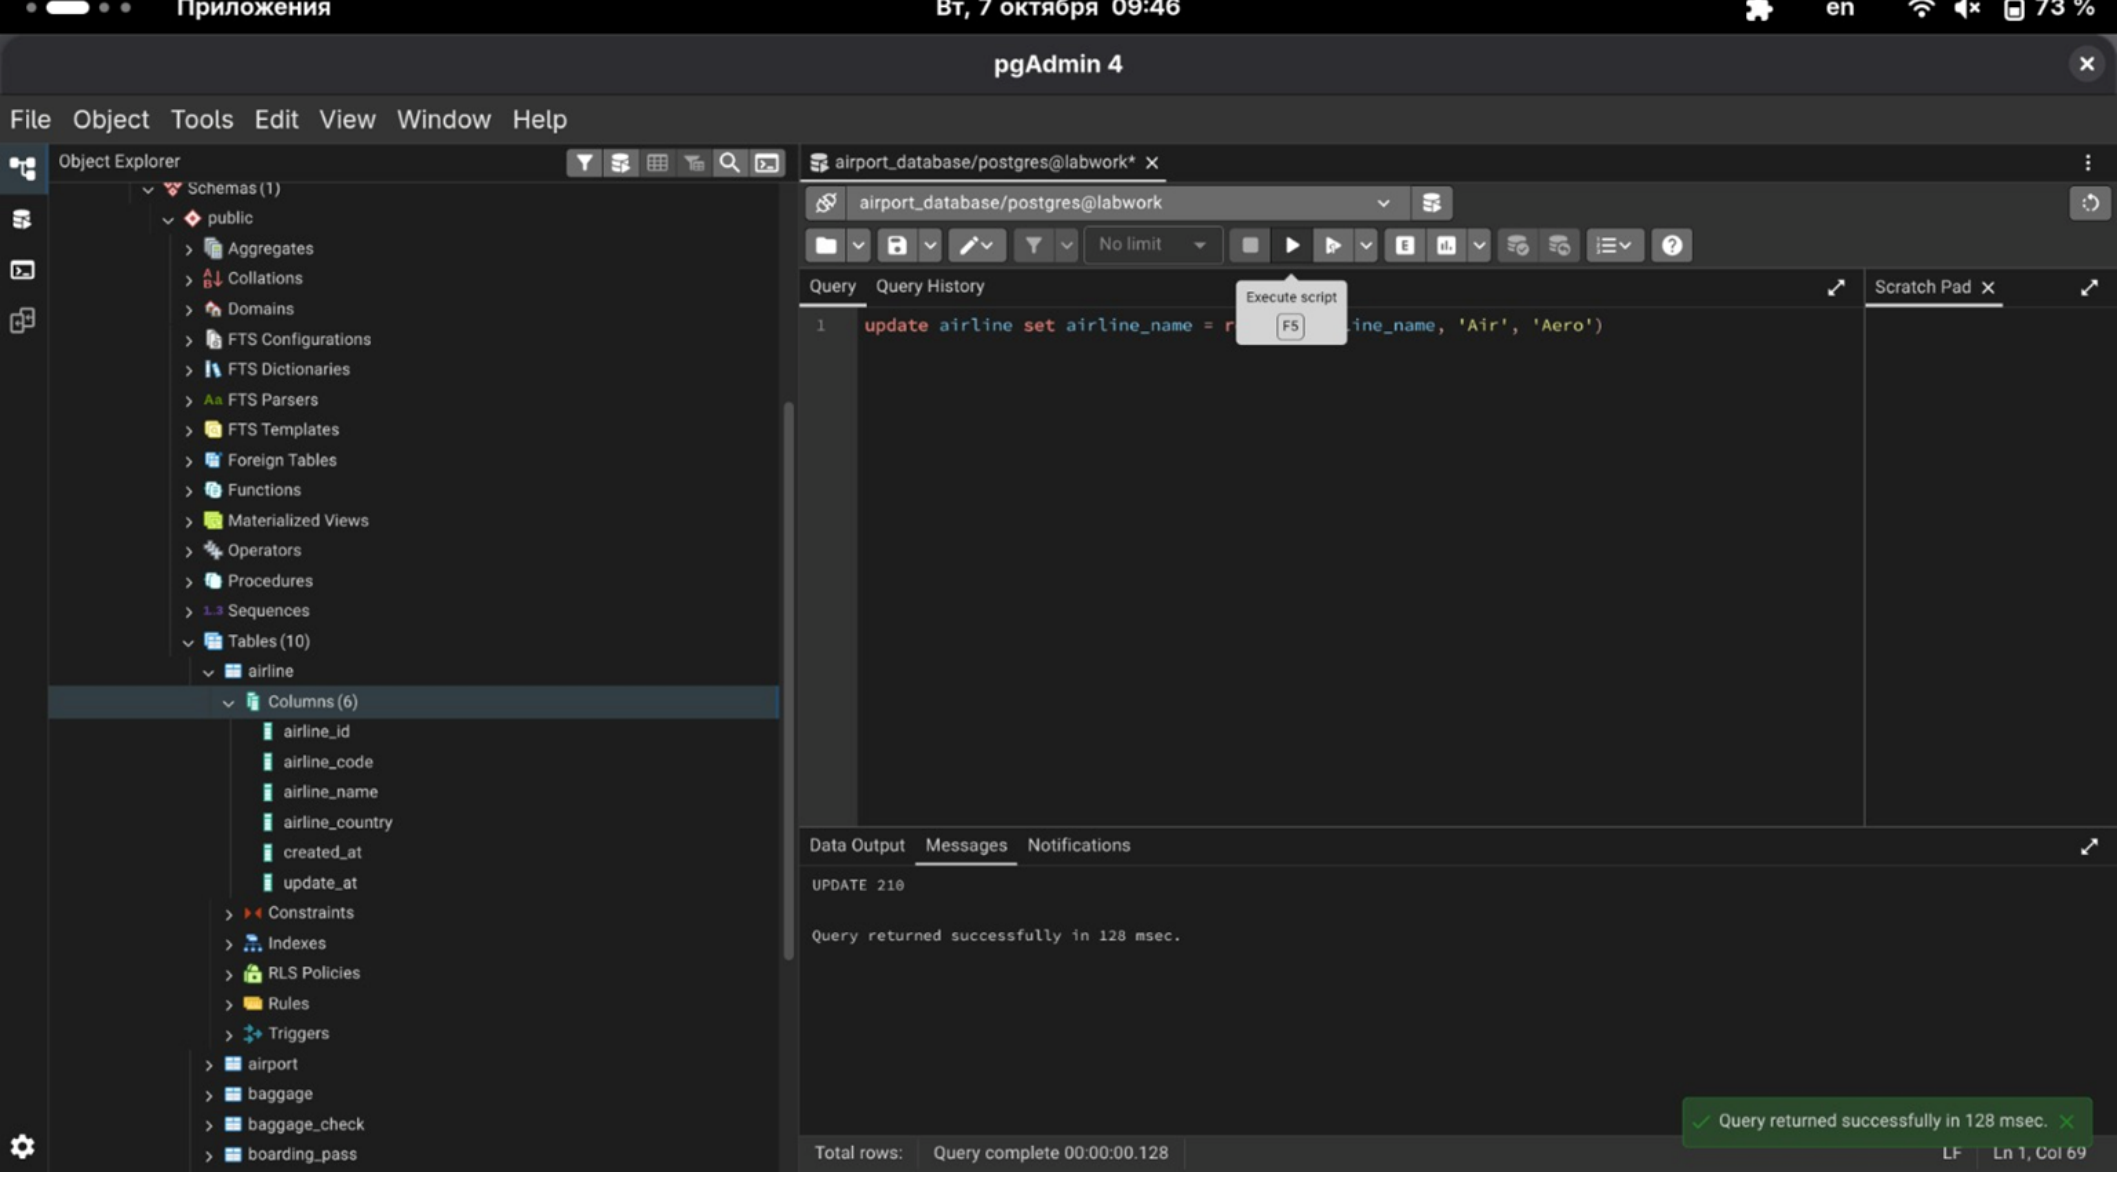 Приложения
Вт, 7 октября 09:46
en
73 %
pgAdmin 4
File Object Tools Edit View Window Help
Object Explorer
Schemas (1)
public
Aggregates
Collations
Domains
FTS Configurations
FTS Dictionaries
Aa FTS Parsers
FTS Templates
Foreign Tables
Functions
Materialized Views
Operators
Procedures
1..3 Sequences
Tables (10)
airline
Columns (6)
airline_id
airline_code
airline_name
airline_country
created_at
update_at
Constraints
Indexes
RLS Policies
Rules
Triggers
airport
baggage
baggage_check
boarding_pass
airport_database/postgres@labwork*
airport_database/postgres@labwork
No limit
E
Query Query History
Scratch Pad
Execute script
F5
1 update airline set airline_name = r ine_name, 'Air', 'Aero')
Data Output Messages Notifications
UPDATE 210
Query returned successfully in 128 msec.
Query returned successfully in 128 msec.
Total rows: Query complete 00:00:00.128
LF Ln 1, Col 69